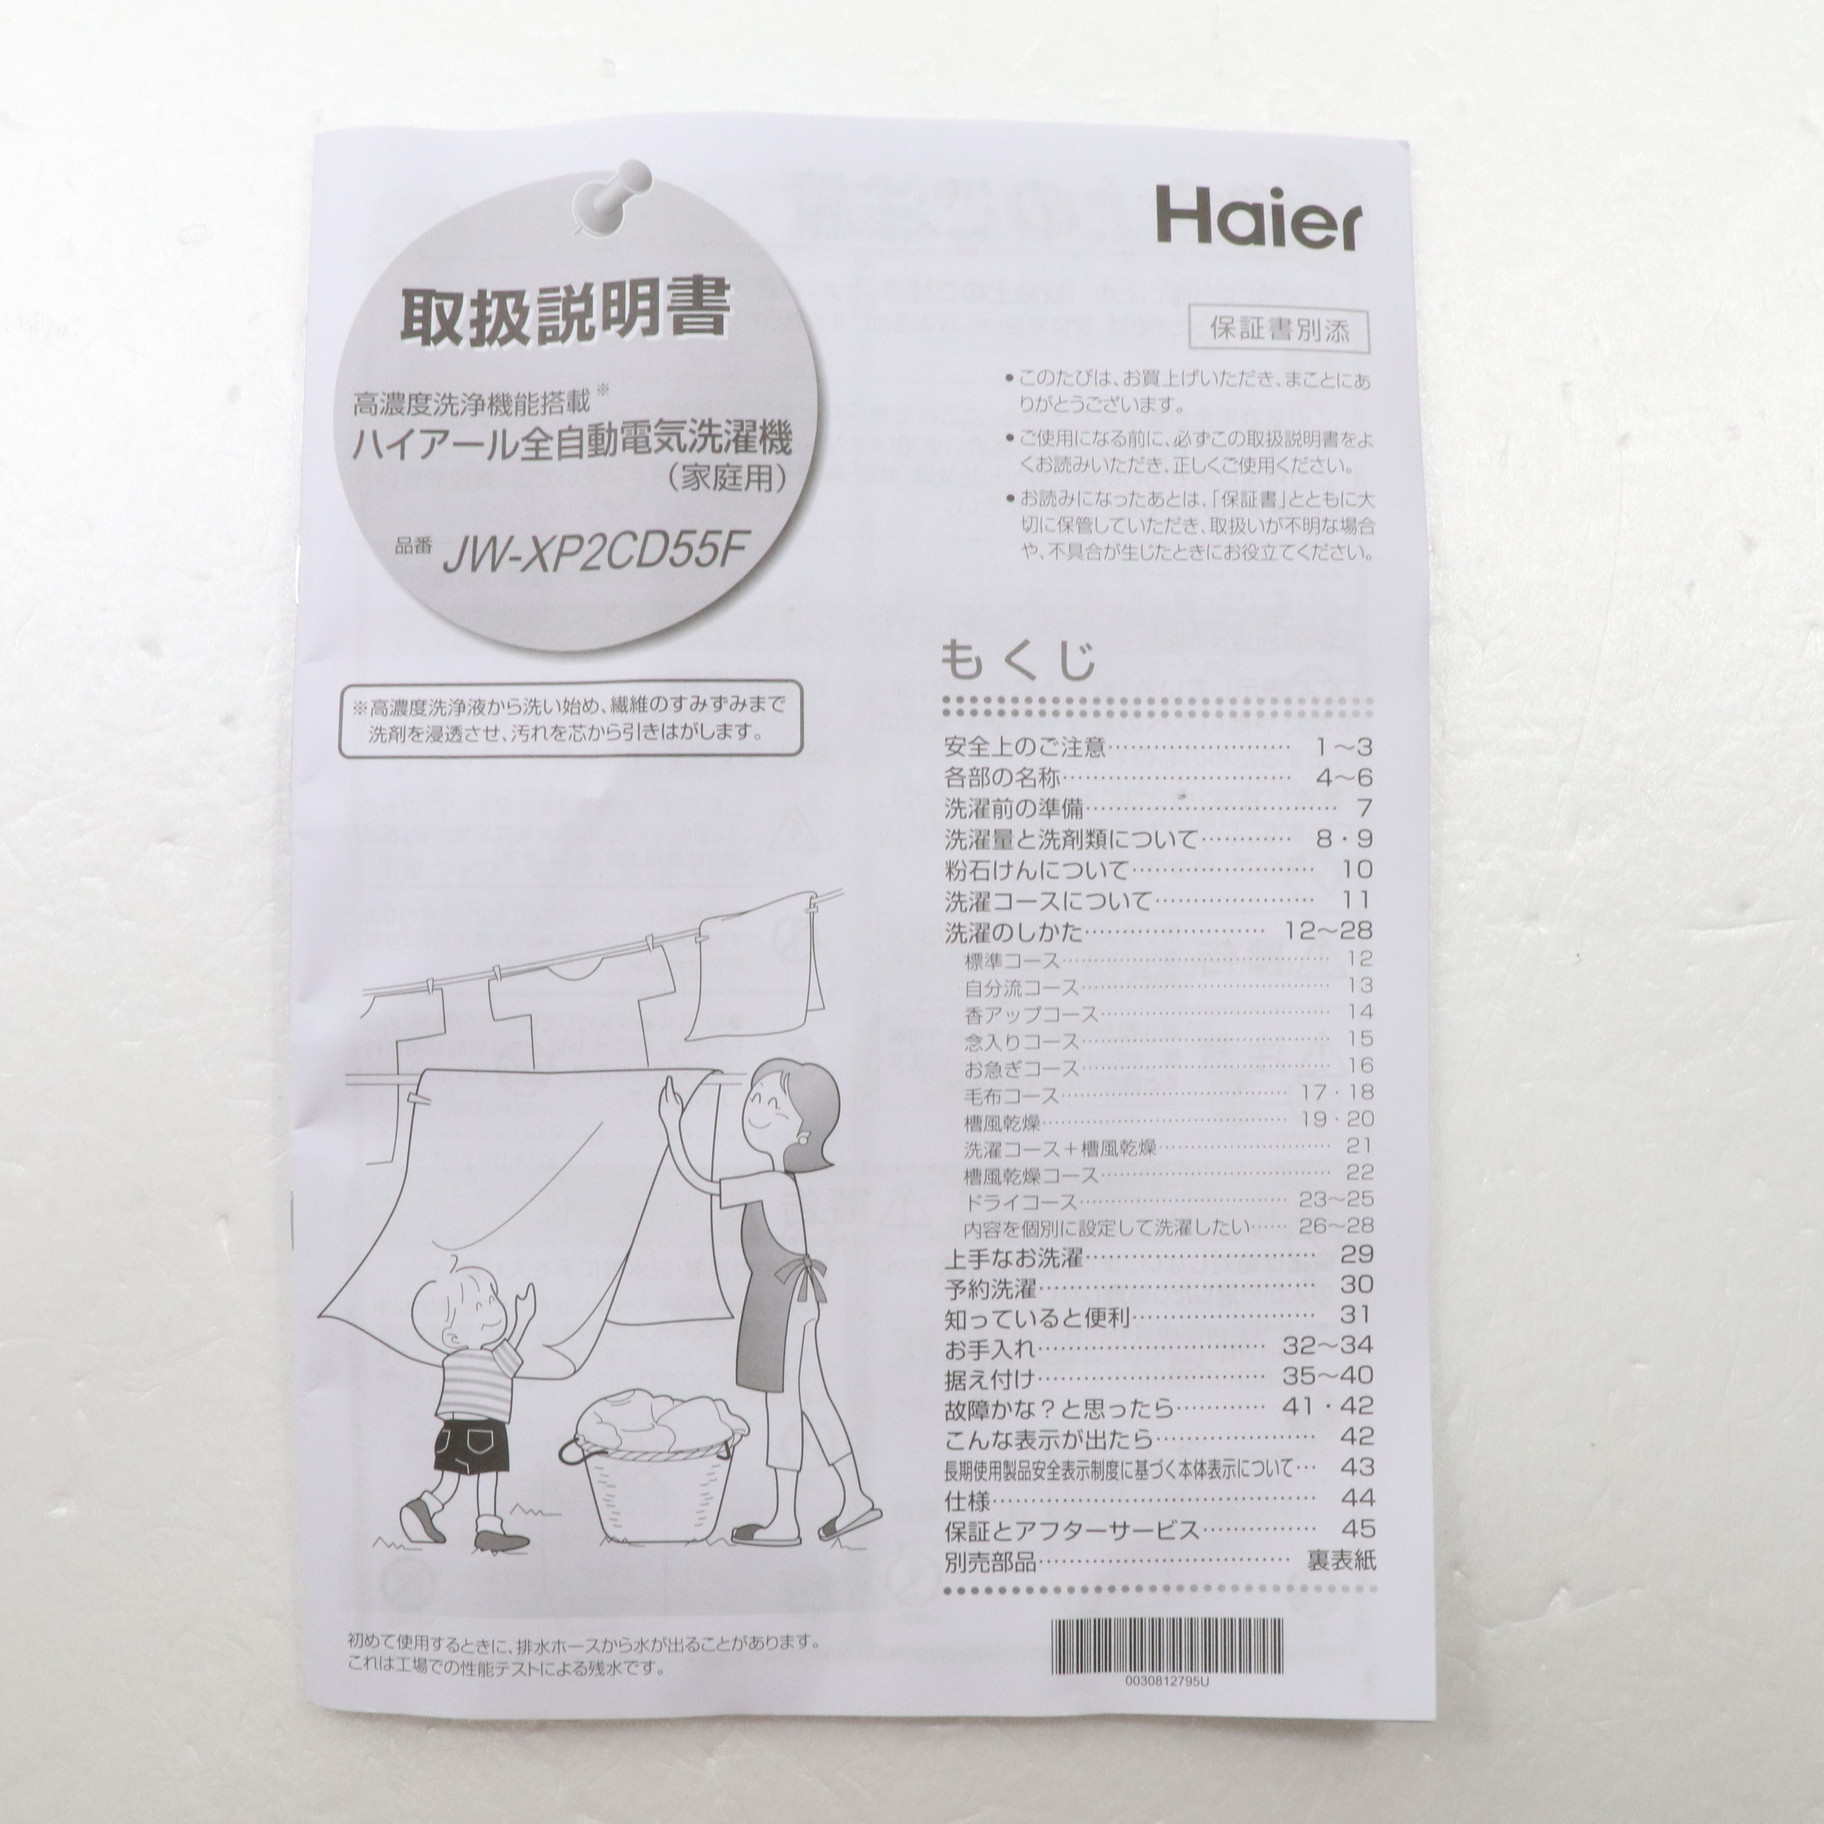 取扱説明書
高濃度洗浄機能搭載※
ハイアール全自動電気洗濯機
（家庭用）
品番 JW-XP2CD55F
※高濃度洗浄液から洗い始め、繊維のすみずみまで
洗剤を浸透させ、汚れを芯から引きはがします。
Haier
保証書別添
●このたびは、お買上げいただき、まことにあ
りがとうございます。
●ご使用になる前に、必ずこの取扱説明書をよ
くお読みいただき、正しくご使用ください。
●お読みになったあとは、「保証書」とともに大
切に保管していただき、取扱いが不明な場合
や、不具合が生じたときにお役立てください。
もくじ
安全上のご注意……………………… 1～3
各部の名称…………………………… 4～6
洗濯前の準備……………………………… 7
洗濯量と洗剤類について………… 8・9
粉石けんについて…………………… 10
洗濯コースについて………………… 11
洗濯のしかた……………………… 12～28
標準コース………………………………… 12
自分流コース……………………………… 13
香アップコース…………………………… 14
念入りコース……………………………… 15
お急ぎコース……………………………… 16
毛布コース…………………………… 17・18
槽風乾燥……………………………… 19・20
洗濯コース＋槽風乾燥…………………… 21
槽風乾燥コース…………………………… 22
ドライコース………………………… 23～25
内容を個別に設定して洗濯したい…… 26～28
上手なお洗濯………………………… 29
予約洗濯……………………………… 30
知っていると便利…………………… 31
お手入れ………………………… 32～34
据え付け………………………… 35～40
故障かな？と思ったら………… 41・42
こんな表示が出たら………………… 42
長期使用製品安全表示制度に基づく本体表示について… 43
仕様…………………………………… 44
保証とアフターサービス…………… 45
別売部品……………………………… 裏表紙
初めて使用するときに、排水ホースから水が出ることがあります。
これは工場での性能テストによる残水です。
0030812795U